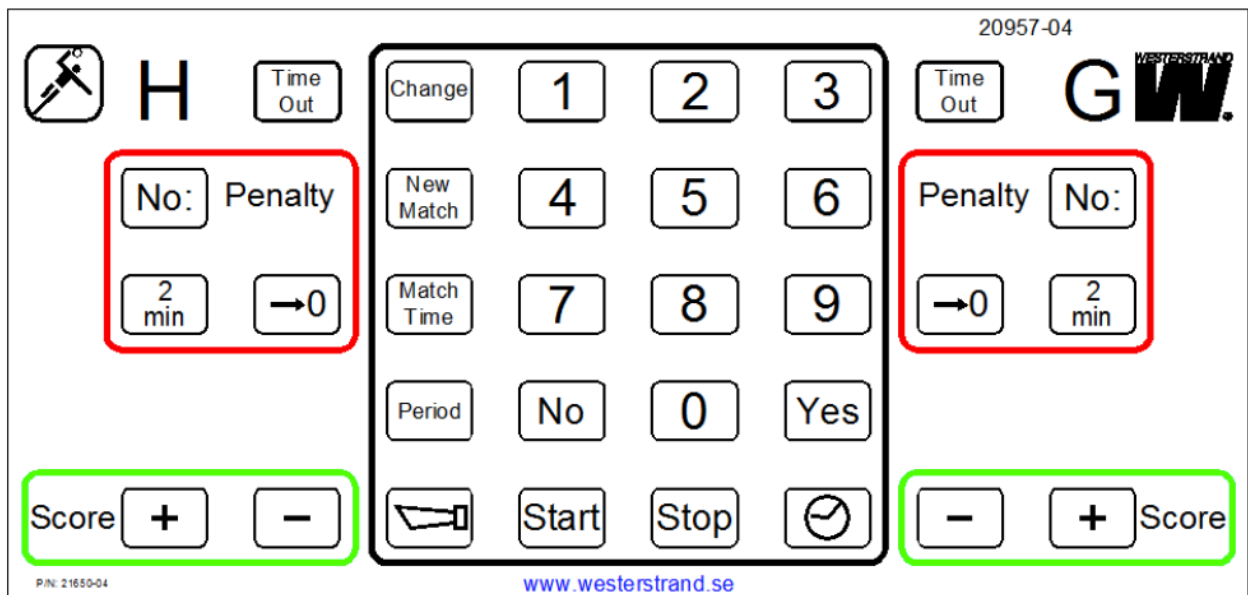 20957-04
H
Time
Out
Change
1
2
3
Time
Out
G
WESTERSTRAND
W.
No:
Penalty
New
Match
4
5
6
Penalty
No:
2
min
→0
Match
Time
7
8
9
→0
2
min
Period
No
0
Yes
Score
+
−
Start
Stop
−
+
Score
P/N: 21650-04
www.westerstrand.se